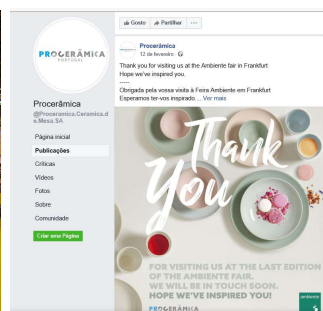 PROCERÂMICA
PORTUGAL
Procerâmica
@Proceramica.Ceramica.d
e.Mesa.SA
Página inicial
Publicações
Críticas
Vídeos
Fotos
Sobre
Comunidade
Criar uma Página
Gosto
Partilhar
...
Procerâmica
12 de fevereiro ·
Thank you for visiting us at the Ambiente fair in Frankfurt
Hope we've inspired you.
-----
Obrigada pela vossa visita à Feira Ambiente em Frankfurt
Esperamos ter-vos inspirado.... Ver mais
Thank
You
FOR VISITING US AT THE LAST EDITION
OF THE AMBIENTE FAIR.
WE WILL BE IN TOUCH SOON.
HOPE WE'VE INSPIRED YOU!
PROCERÂMICA
ambiente